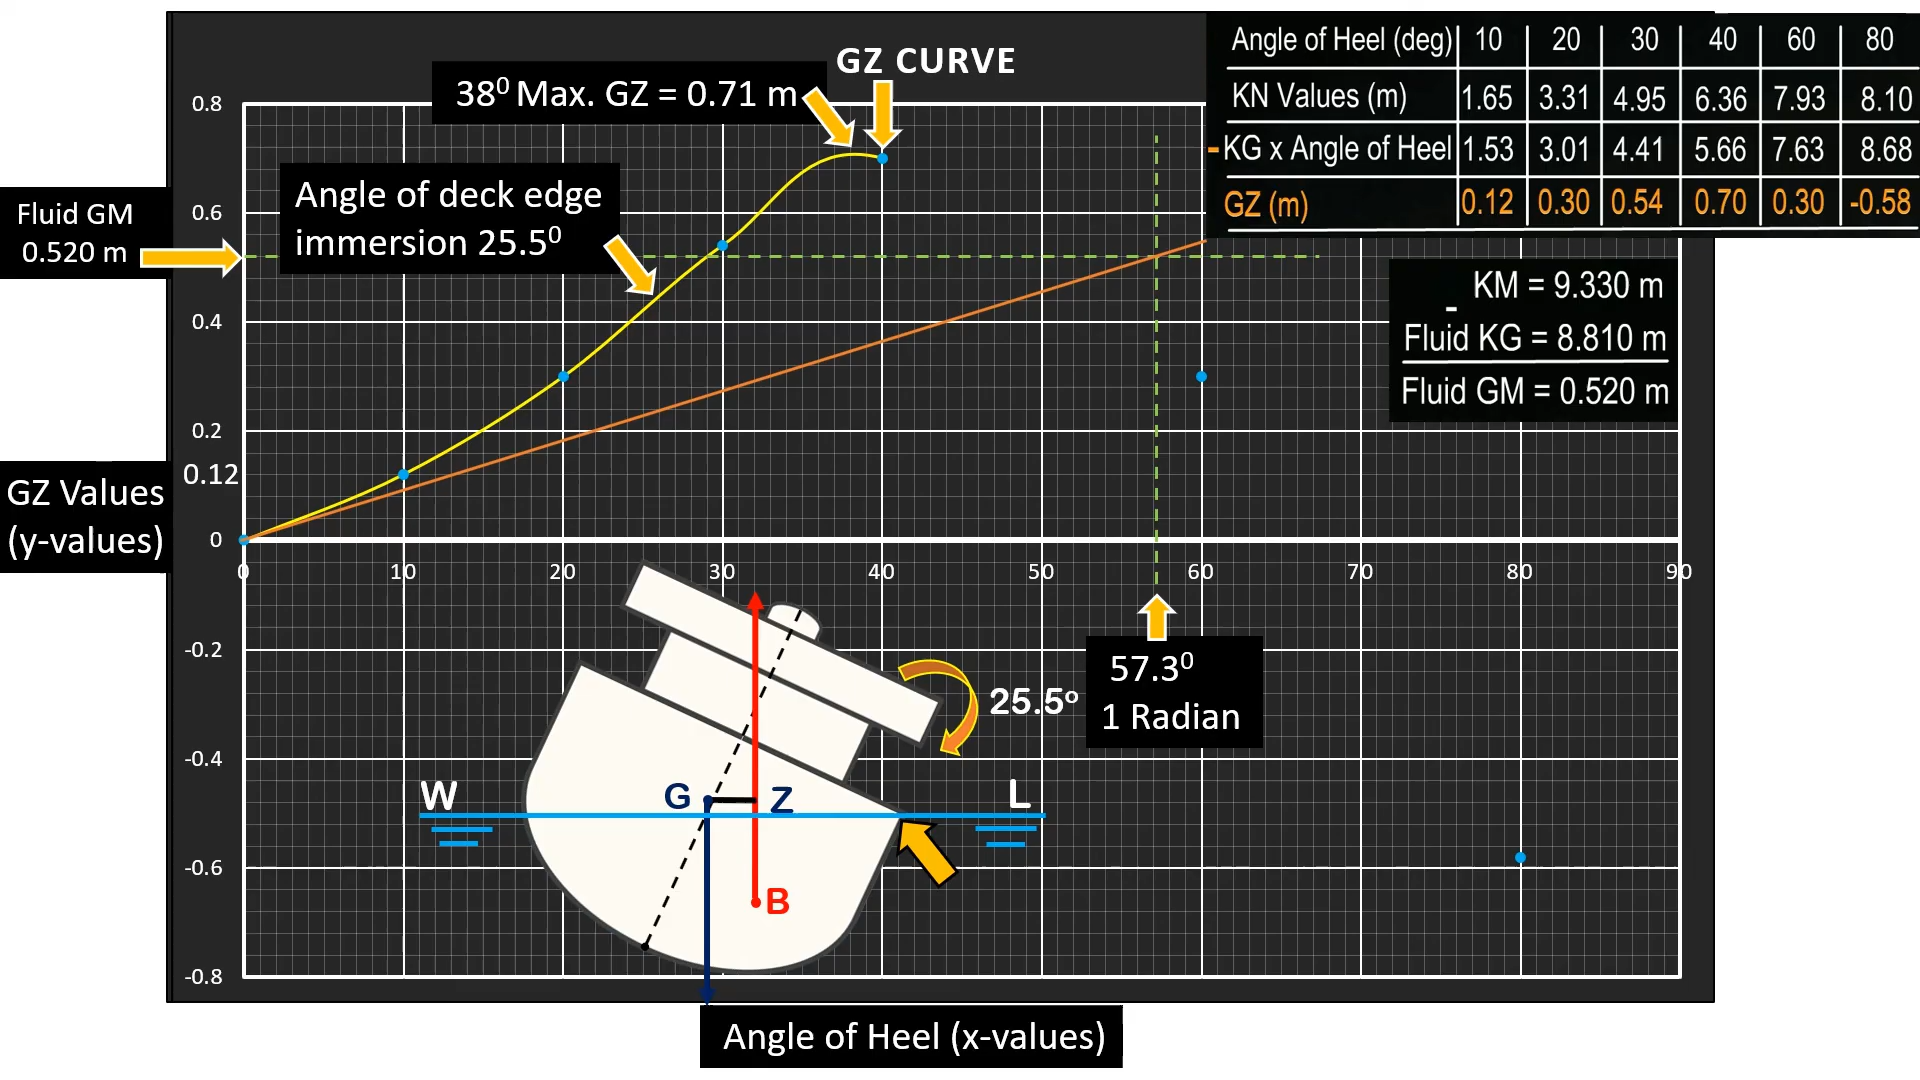 GZ CURVE
38⁰ Max. GZ = 0.71 m
Angle of deck edge
immersion 25.5⁰
Fluid GM
0.520 m
GZ Values
(y-values)
0.8
0.6
0.4
0.2
0.12
0
-0.2
-0.4
-0.6
-0.8
0 10 20 30 40 50 60 70 80 90
Angle of Heel (deg) 10 20 30 40 60 80
KN Values (m) 1.65 3.31 4.95 6.36 7.93 8.10
-KG x Angle of Heel 1.53 3.01 4.41 5.66 7.63 8.68
GZ (m) 0.12 0.30 0.54 0.70 0.30 -0.58
KM = 9.330 m
-
Fluid KG = 8.810 m
Fluid GM = 0.520 m
57.3⁰
1 Radian
25.5º
W
L
G
Z
B
Angle of Heel (x-values)